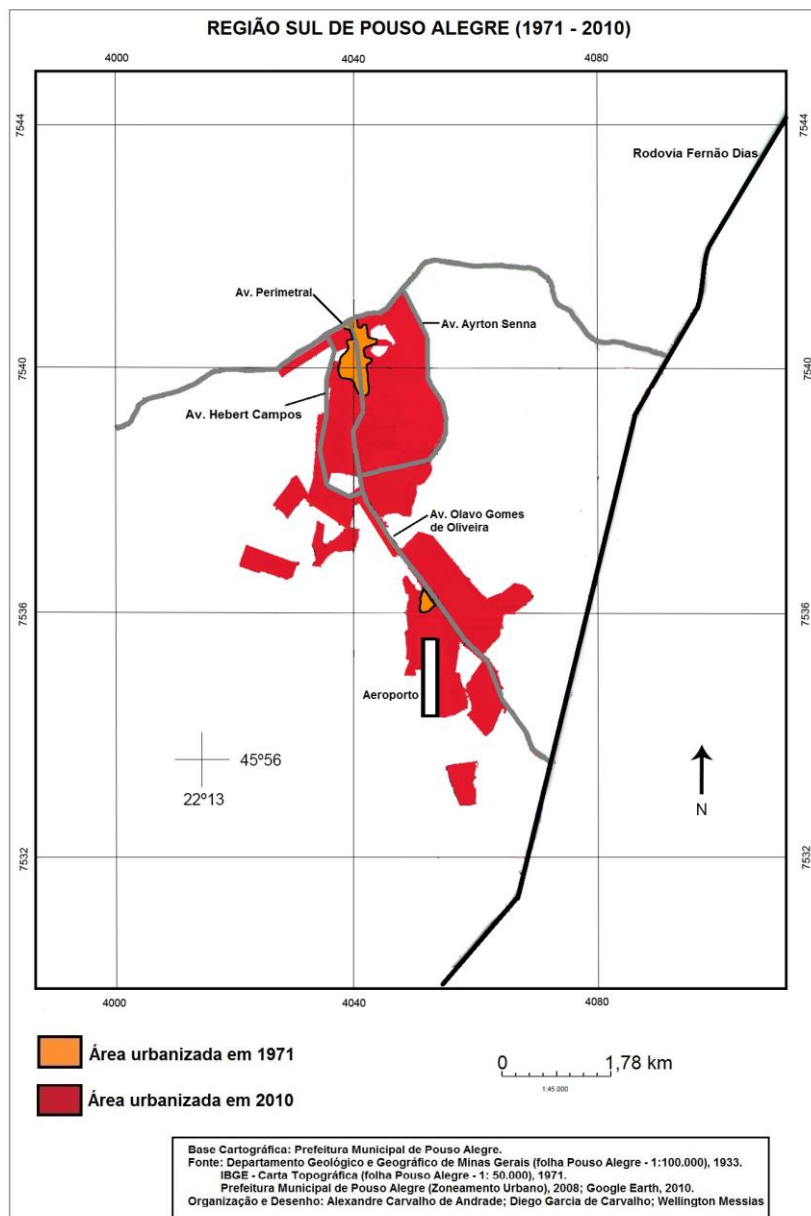 REGIÃO SUL DE POUSO ALEGRE (1971 - 2010)
4000
4040
4080
7544
7544
Rodovia Fernão Dias
Av. Perimetral
Av. Ayrton Senna
7540
7540
Av. Hebert Campos
Av. Olavo Gomes
de Oliveira
7536
7536
Aeroporto
45º56
22º13
N
7532
7532
4000
4040
4080
Área urbanizada em 1971
0 1,78 km
1:45.000
Área urbanizada em 2010
Base Cartográfica: Prefeitura Municipal de Pouso Alegre.
Fonte: Departamento Geológico e Geográfico de Minas Gerais (folha Pouso Alegre - 1:100.000), 1933.
IBGE - Carta Topográfica (folha Pouso Alegre - 1: 50.000), 1971.
Prefeitura Municipal de Pouso Alegre (Zoneamento Urbano), 2008; Google Earth, 2010.
Organização e Desenho: Alexandre Carvalho de Andrade; Diego Garcia de Carvalho; Wellington Messias